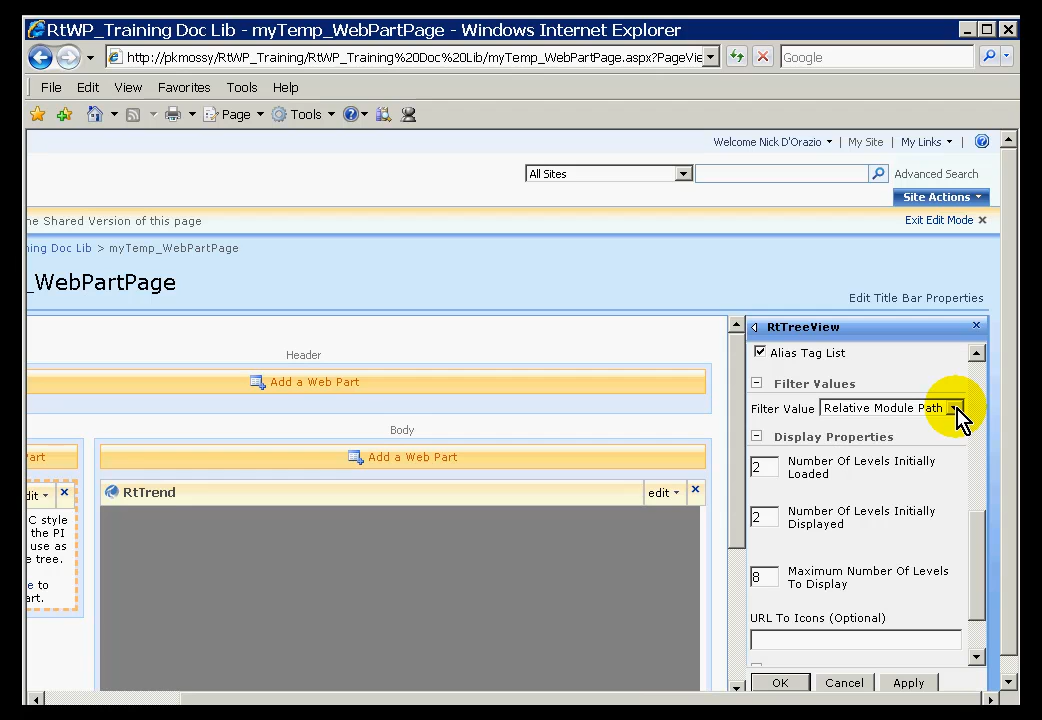 RtWP_Training Doc Lib - myTemp_WebPartPage - Windows Internet Explorer
http://pkmossy/RtWP_Training/RtWP_Training%20Doc%20Lib/myTemp_WebPartPage.aspx?PageVie
Google
File Edit View Favorites Tools Help
Page Tools
Welcome Nick D'Orazio | My Site | My Links |
All Sites
Advanced Search
Site Actions
ne Shared Version of this page
Exit Edit Mode
ning Doc Lib > myTemp_WebPartPage
_WebPartPage
Edit Title Bar Properties
RtTreeView
Alias Tag List
Header
Filter Values
Add a Web Part
Filter Value Relative Module Path
Body
Display Properties
art
Add a Web Part
2 Number Of Levels Initially
Loaded
dit
RtTrend
edit
2 Number Of Levels Initially
Displayed
C style
the PI
use as
e tree.
e to
art.
8 Maximum Number Of Levels
To Display
URL To Icons (Optional)
OK Cancel Apply